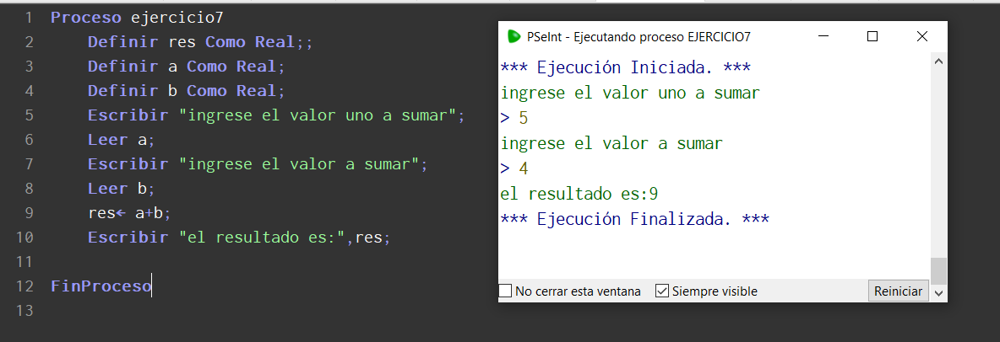 1 Proceso ejercicio7
2 Definir res Como Real;;
3 Definir a Como Real;
4 Definir b Como Real;
5 Escribir "ingrese el valor uno a sumar";
6 Leer a;
7 Escribir "ingrese el valor a sumar";
8 Leer b;
9 res← a+b;
10 Escribir "el resultado es:",res;
11
12 FinProceso
13
PSeInt - Ejecutando proceso EJERCICIO7
*** Ejecución Iniciada. ***
ingrese el valor uno a sumar
> 5
ingrese el valor a sumar
> 4
el resultado es:9
*** Ejecución Finalizada. ***
No cerrar esta ventana
Siempre visible
Reiniciar